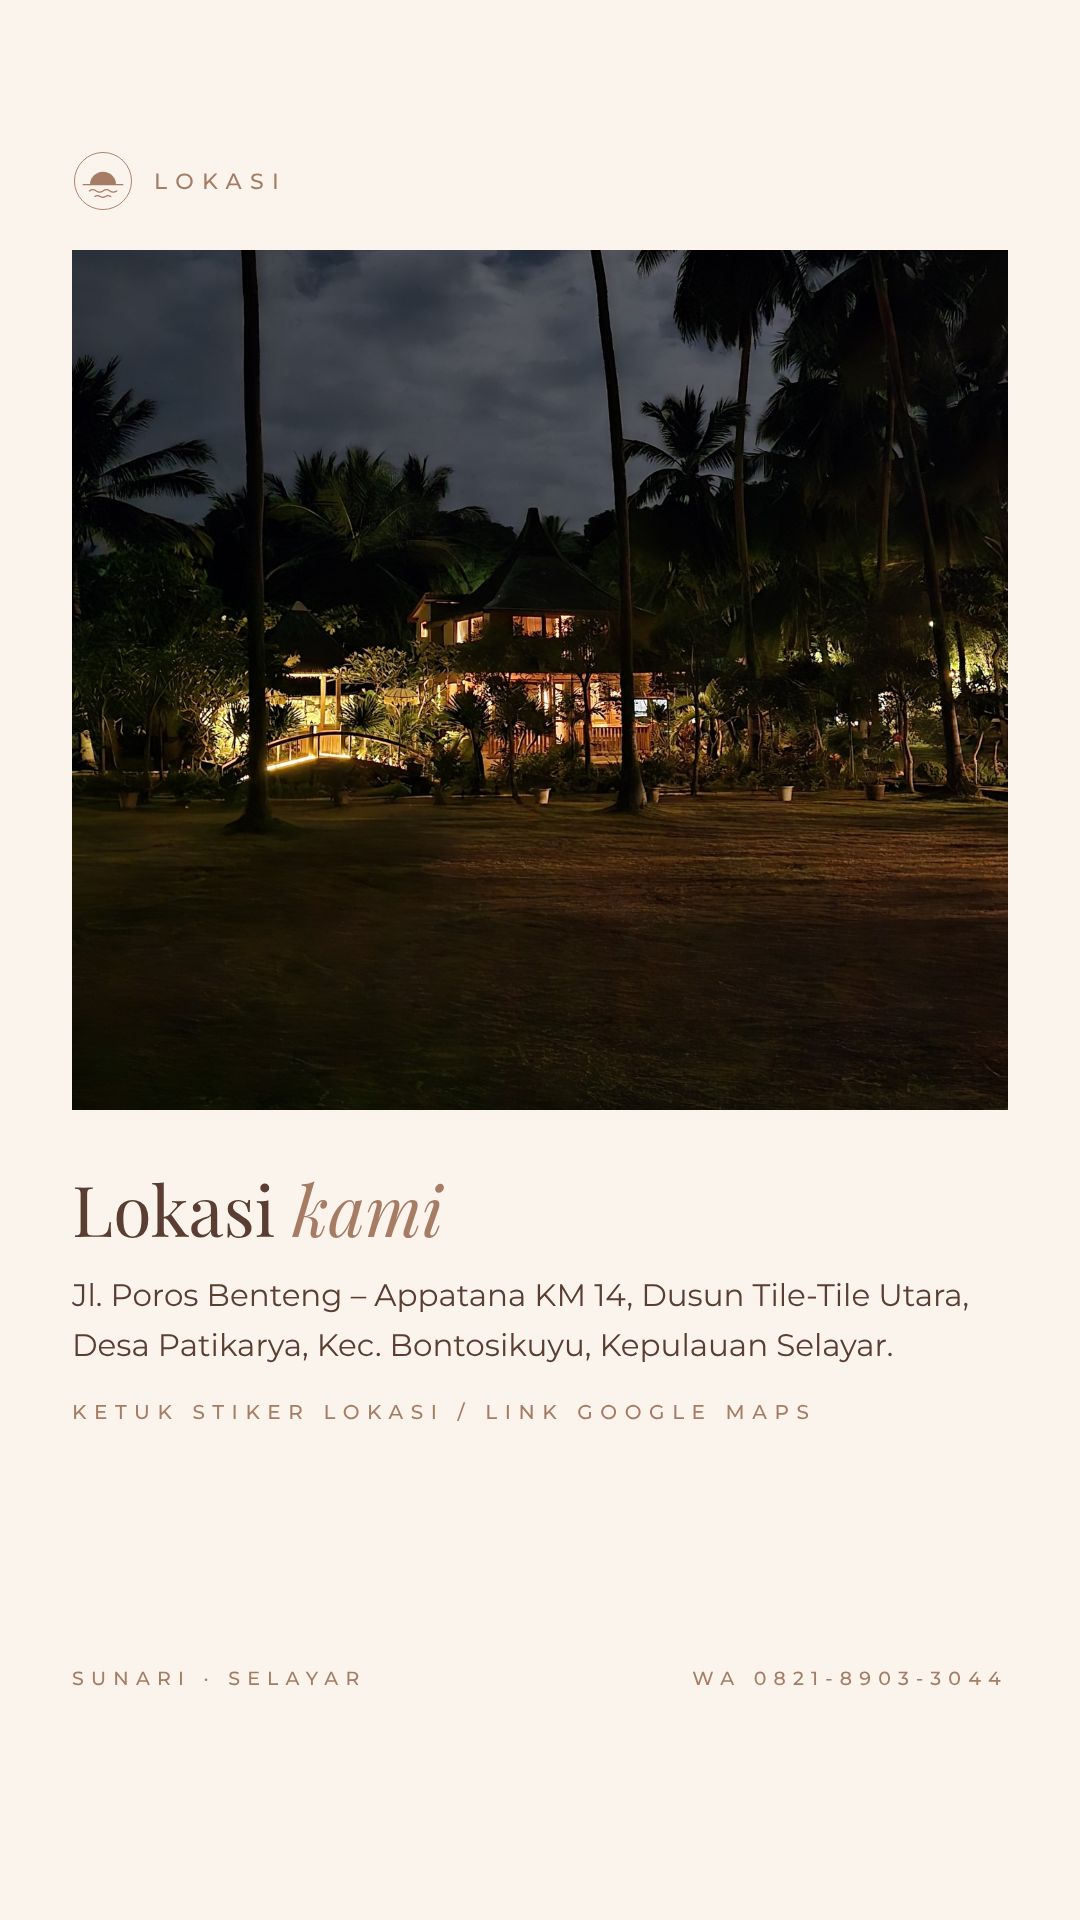 LOKASI
Lokasi kami
Jl. Poros Benteng – Appatana KM 14, Dusun Tile-Tile Utara,
Desa Patikarya, Kec. Bontosikuyu, Kepulauan Selayar.
KETUK STIKER LOKASI / LINK GOOGLE MAPS
SUNARI · SELAYAR
WA 0821-8903-3044